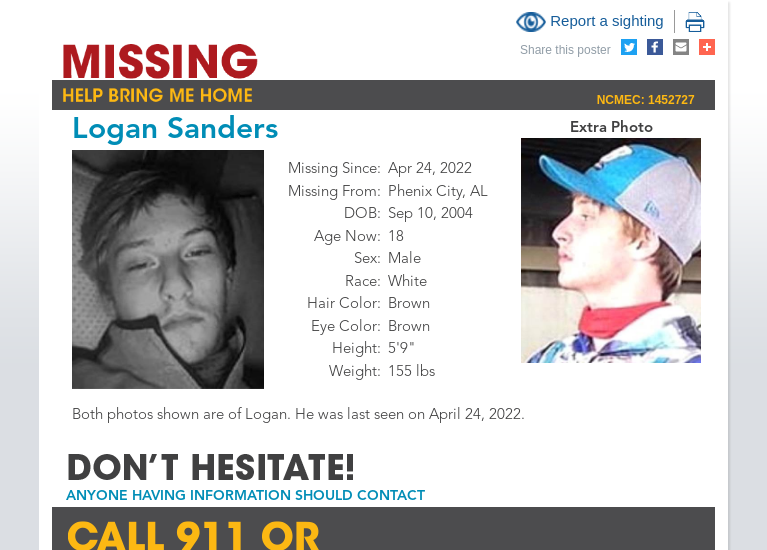 Report a sighting
Share this poster
MISSING
HELP BRING ME HOME
NCMEC: 1452727
Logan Sanders
Extra Photo
Missing Since: Apr 24, 2022
Missing From: Phenix City, AL
DOB: Sep 10, 2004
Age Now: 18
Sex: Male
Race: White
Hair Color: Brown
Eye Color: Brown
Height: 5'9"
Weight: 155 lbs
Both photos shown are of Logan. He was last seen on April 24, 2022.
DON'T HESITATE!
ANYONE HAVING INFORMATION SHOULD CONTACT
CALL 911 OR